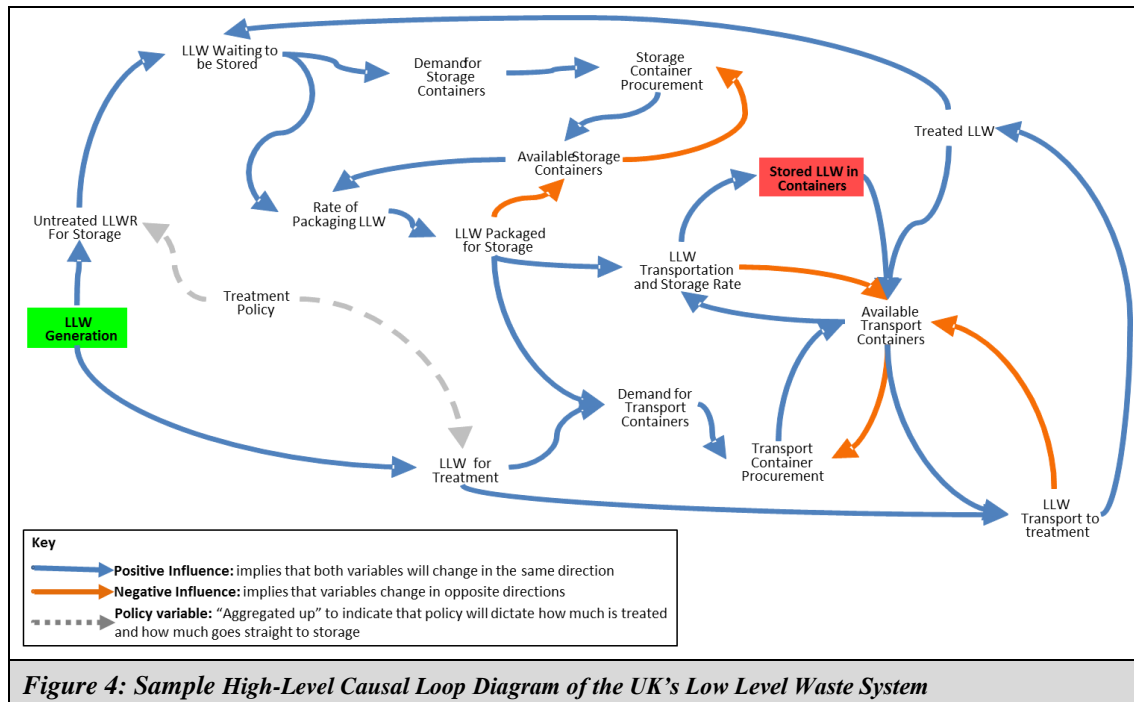 LLW Waiting to
be Stored
Demand for
Storage
Containers
Storage
Container
Procurement
Treated LLW
Available Storage
Containers
Stored LLW in
Containers
Rate of
Packaging LLW
Untreated LLWR
For Storage
LLW Packaged
for Storage
LLW
Transportation
and Storage Rate
Treatment
Policy
LLW
Generation
Available
Transport
Containers
Demand for
Transport
Containers
Transport
Container
Procurement
LLW for
Treatment
LLW
Transport to
treatment
Key
Positive Influence: implies that both variables will change in the same direction
Negative Influence: implies that variables change in opposite directions
Policy variable: “Aggregated up” to indicate that policy will dictate how much is treated
and how much goes straight to storage
Figure 4: Sample High-Level Causal Loop Diagram of the UK’s Low Level Waste System